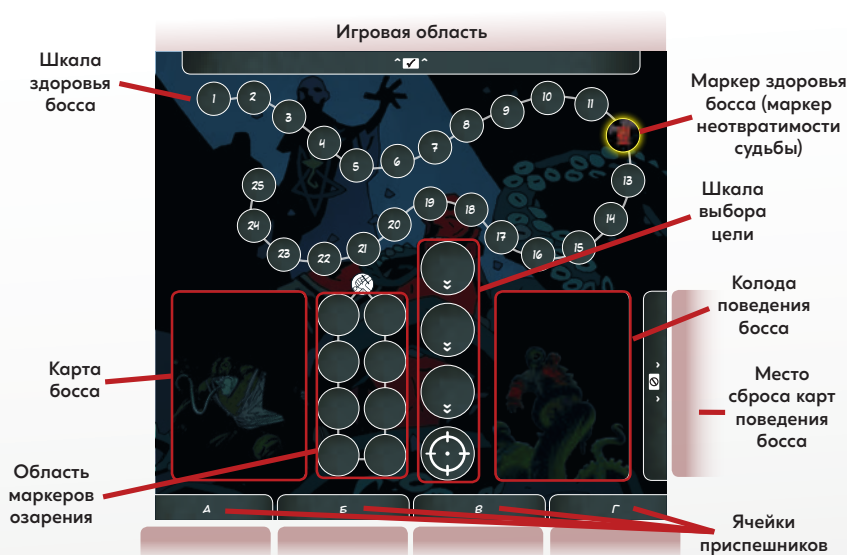 Игровая область
Шкала
здоровья
босса
1
2
3
4
5
6
7
8
9
10
11
13
14
15
16
17
18
19
20
21
22
23
24
25
Маркер здоровья
босса (маркер
неотвратимости
судьбы)
Шкала
выбора
цели
Колода
поведения
босса
Карта
босса
Место
сброса карт
поведения
босса
Область
маркеров
озарения
А
Б
В
Г
Ячейки
приспешников